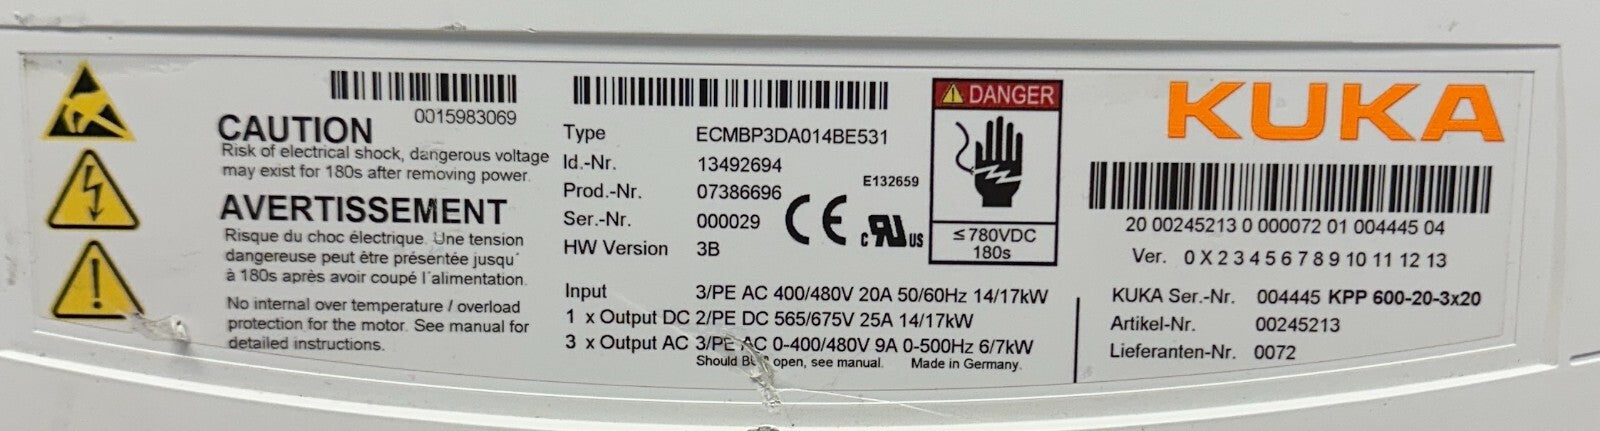 0015983069
CAUTION
Risk of electrical shock, dangerous voltage
may exist for 180s after removing power.
AVERTISSEMENT
Risque du choc électrique. Une tension
dangereuse peut être présentée jusqu´
à 180s après avoir coupé l´alimentation.
No internal over temperature / overload
protection for the motor. See manual for
detailed instructions.
Type ECMBP3DA014BE531
Id.-Nr. 13492694
Prod.-Nr. 07386696
Ser.-Nr. 000029
HW Version 3B
E132659
CE
c RU US
Input 3/PE AC 400/480V 20A 50/60Hz 14/17kW
1 x Output DC 2/PE DC 565/675V 25A 14/17kW
3 x Output AC 3/PE AC 0-400/480V 9A 0-500Hz 6/7kW
Should open, see manual. Made in Germany.
DANGER
≤780VDC
180s
KUKA
20 00245213 0 000072 01 004445 04
Ver. 0 X 2 3 4 5 6 7 8 9 10 11 12 13
KUKA Ser.-Nr. 004445 KPP 600-20-3x20
Artikel-Nr. 00245213
Lieferanten-Nr. 0072